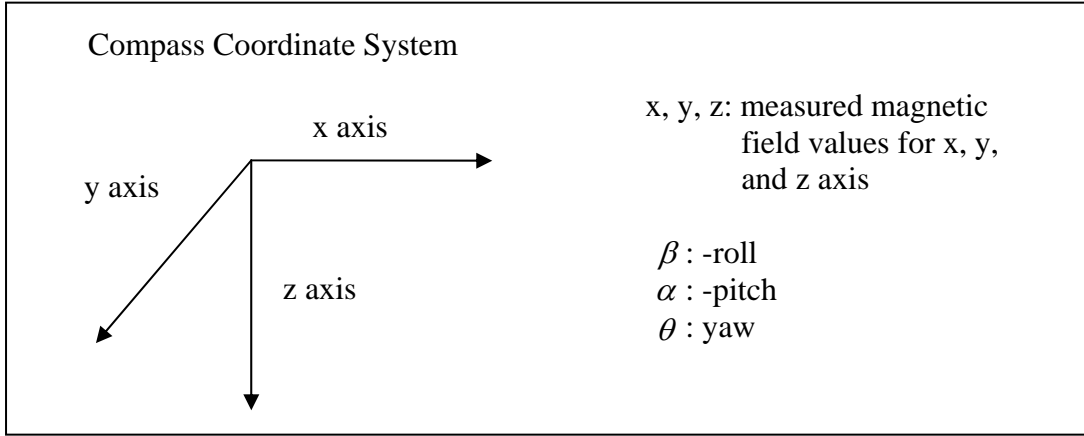 Compass Coordinate System
x axis
y axis
z axis
x, y, z: measured magnetic
field values for x, y,
and z axis
β : -roll
α : -pitch
θ : yaw